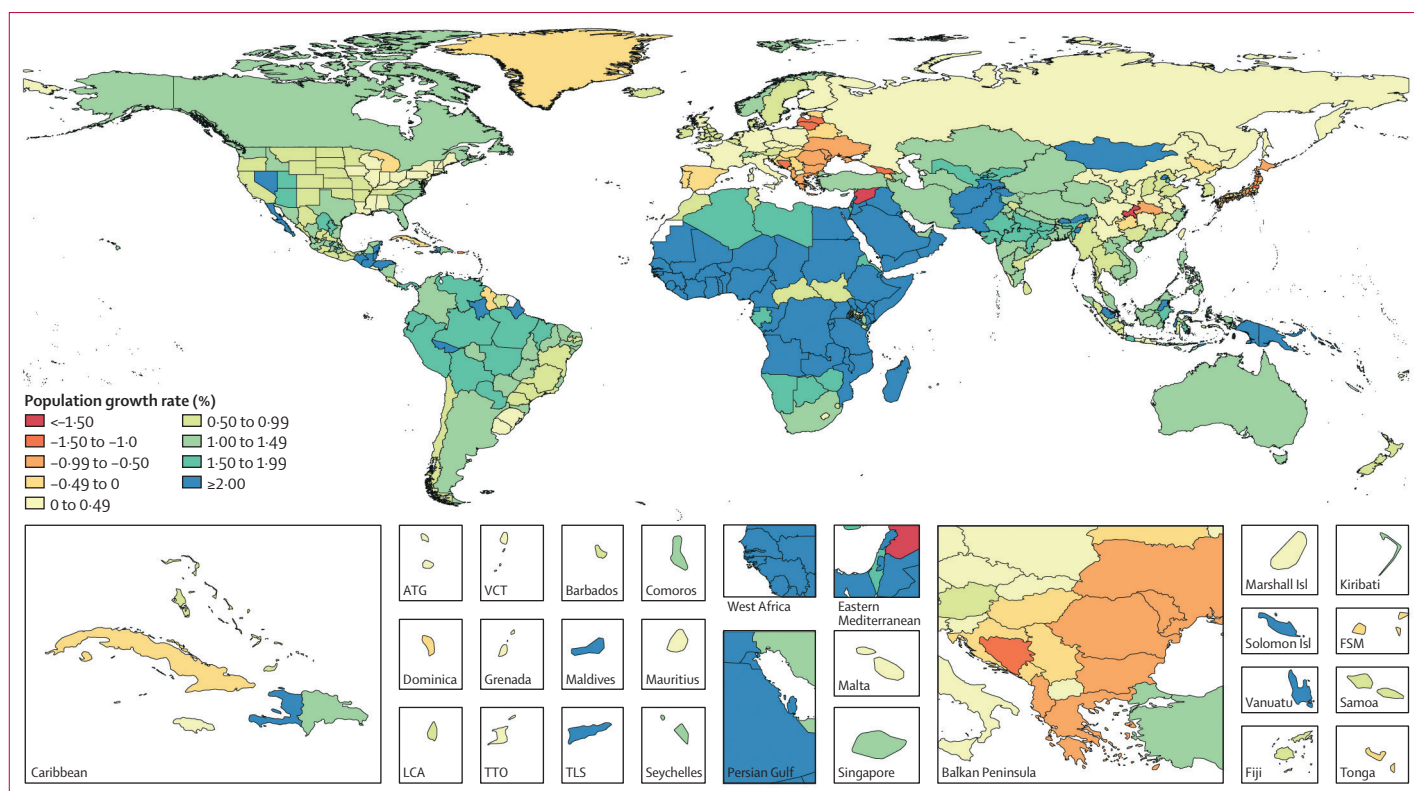 Population growth rate (%)
<–1·50
–1·50 to –1·0
–0·99 to –0·50
–0·49 to 0
0 to 0·49
0·50 to 0·99
1·00 to 1·49
1·50 to 1·99
≥2·00
Caribbean
ATG
VCT
Barbados
Comoros
Dominica
Grenada
Maldives
Mauritius
LCA
TTO
TLS
Seychelles
West Africa
Eastern
Mediterranean
Persian Gulf
Malta
Singapore
Balkan Peninsula
Marshall Isl
Kiribati
Solomon Isl
FSM
Vanuatu
Samoa
Fiji
Tonga